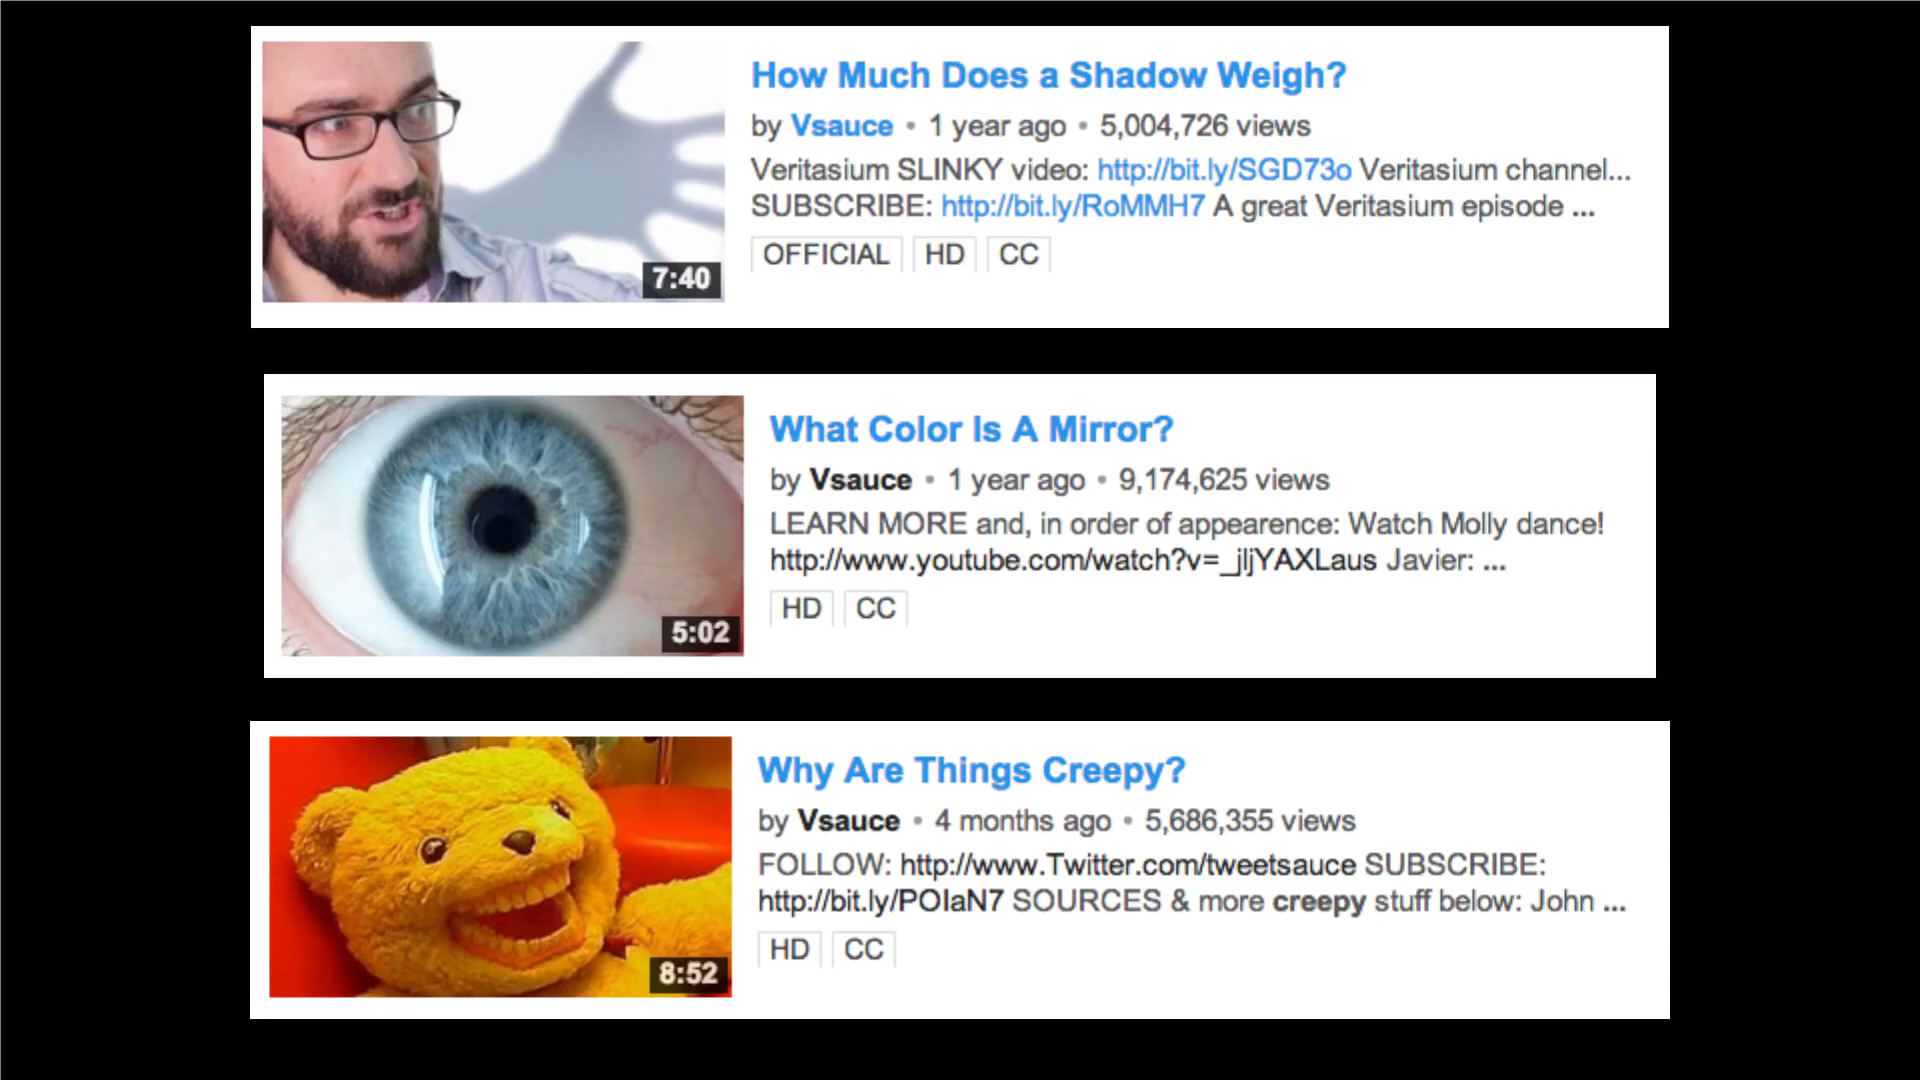 How Much Does a Shadow Weigh?
by Vsauce • 1 year ago • 5,004,726 views
Veritasium SLINKY video: http://bit.ly/SGD73o Veritasium channel...
SUBSCRIBE: http://bit.ly/RoMMH7 A great Veritasium episode ...
OFFICIAL HD CC
7:40
What Color Is A Mirror?
by Vsauce • 1 year ago • 9,174,625 views
LEARN MORE and, in order of appearence: Watch Molly dance!
http://www.youtube.com/watch?v=_jljYAXLaus Javier: ...
HD CC
5:02
Why Are Things Creepy?
by Vsauce • 4 months ago • 5,686,355 views
FOLLOW: http://www.Twitter.com/tweetsauce SUBSCRIBE:
http://bit.ly/POIaN7 SOURCES & more creepy stuff below: John ...
HD CC
8:52